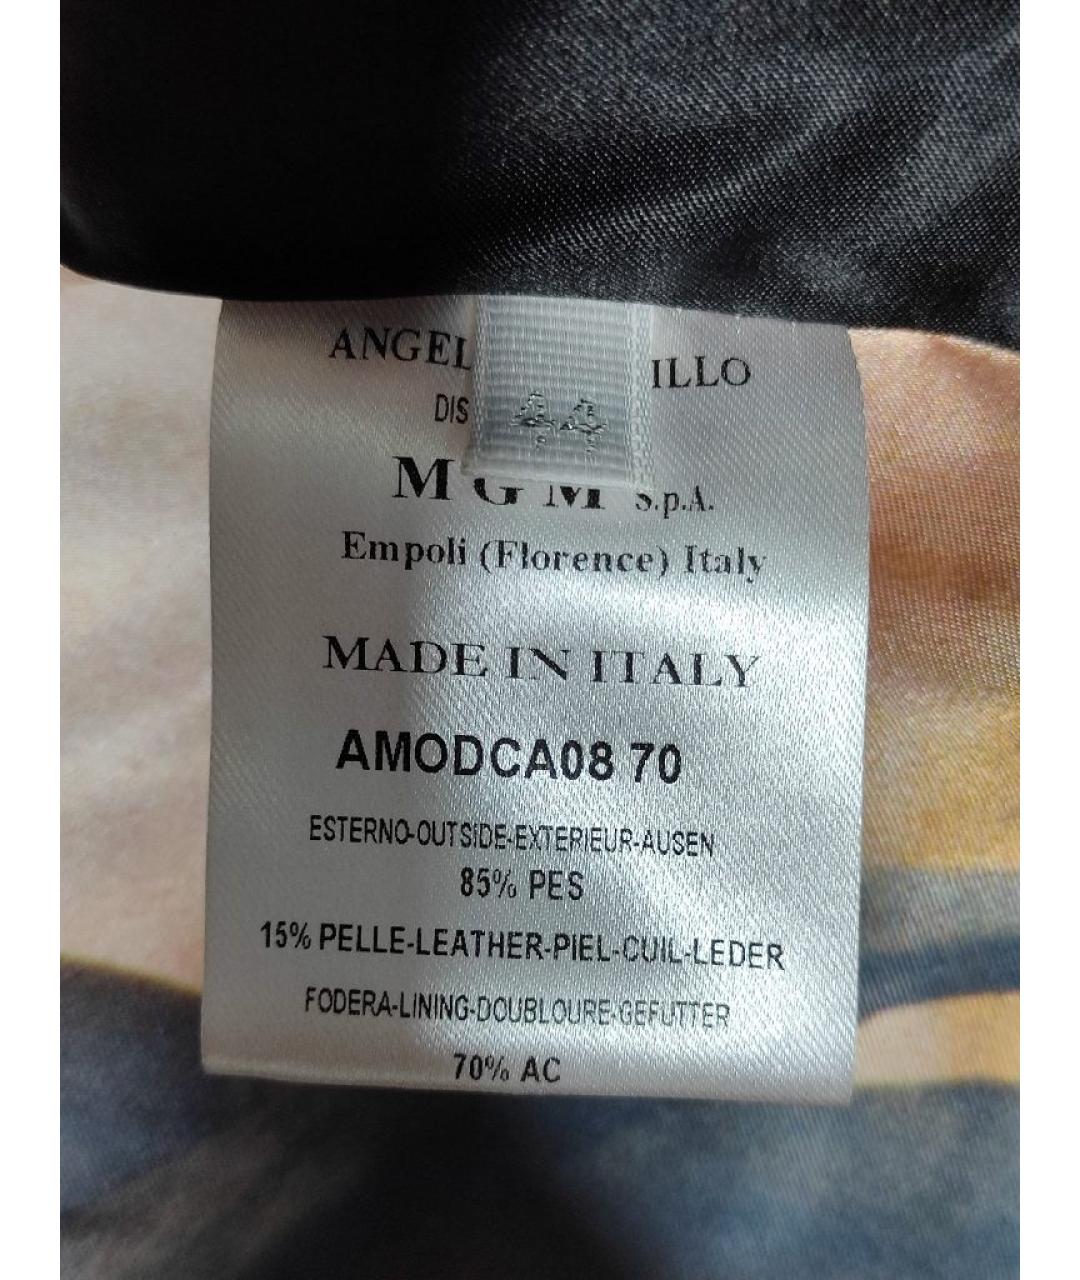 ANGEL ILLO
DIS
44
M G M S.p.A.
Empoli (Florence) Italy
MADE IN ITALY
AMODCA08 70
ESTERNO-OUTSIDE-EXTERIEUR-AUSEN
85% PES
15% PELLE-LEATHER-PIEL-CUIL-LEDER
FODERA-LINING-DOUBLOURE-GEFUTTER
70% AC